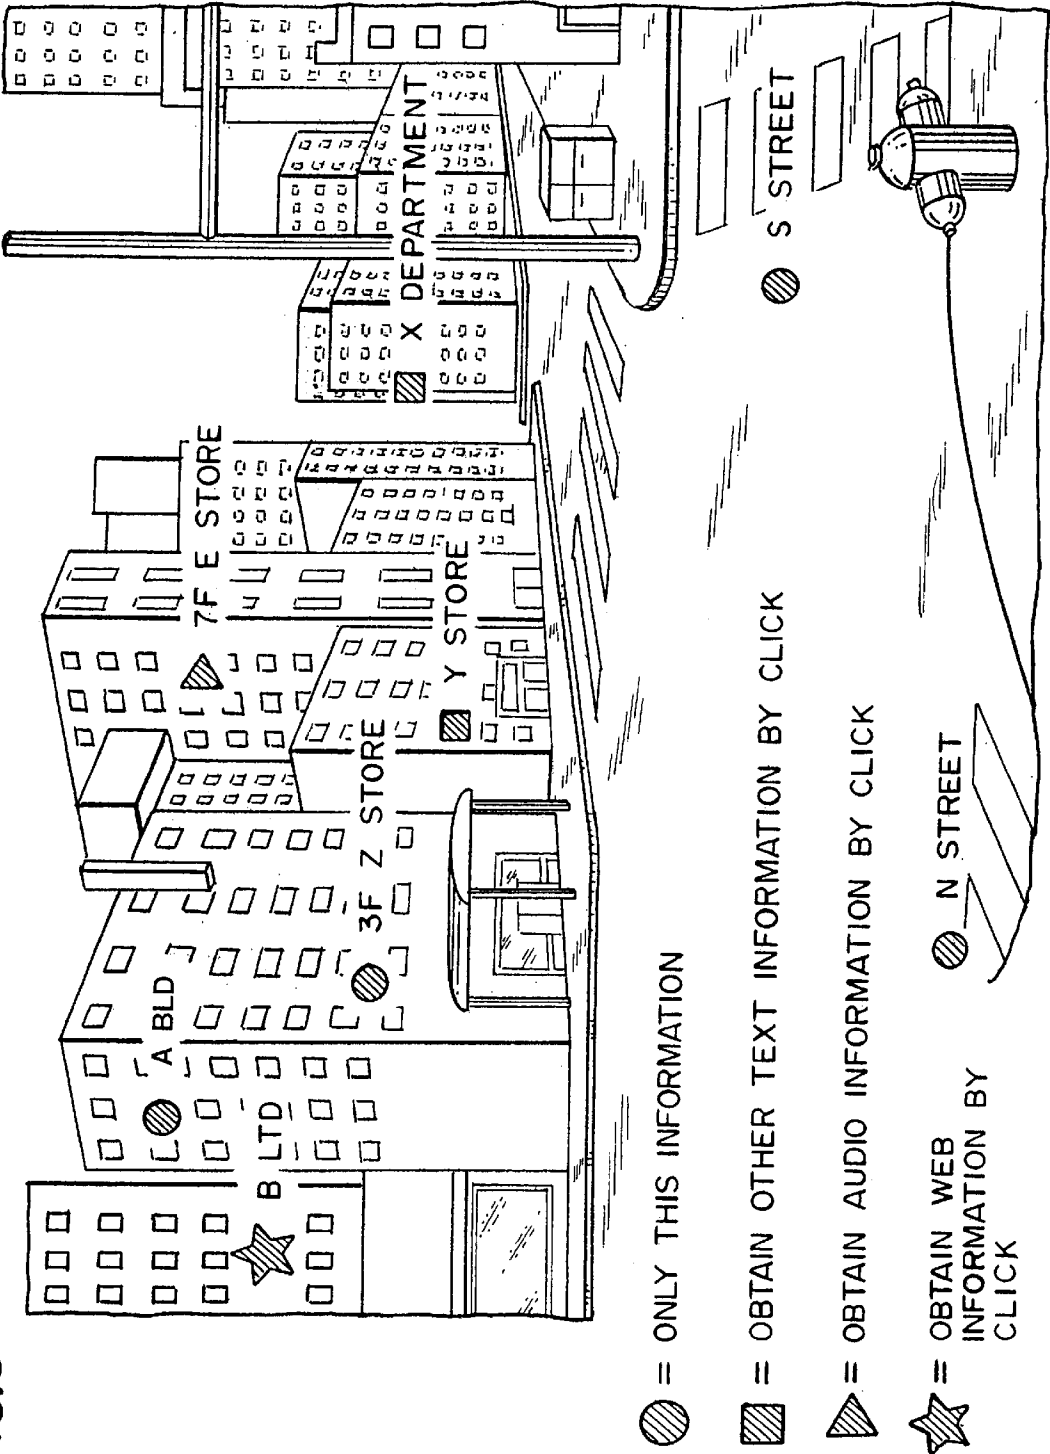 7F E STORE
A BLD
X DEPARTMENT
3F Z STORE
B LTD
Y STORE
= ONLY THIS INFORMATION
S STREET
= OBTAIN OTHER TEXT INFORMATION BY CLICK
= OBTAIN AUDIO INFORMATION BY CLICK
N STREET
= OBTAIN WEB
INFORMATION BY
CLICK